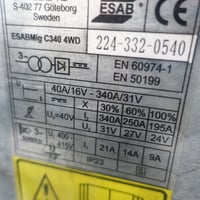 S-402 77 Göteborg
Sweden
ESAB
ESABMig C340 4WD
224-332-0540
EN 60974-1
EN 50199
40A/16V - 340A/31V
X 30% 60% 100%
I₂ 340A 250A 195A
U₀=40V U₂ 31V 27V 24V
U₁ 400
I₁ 21A 14A 9A
IP23